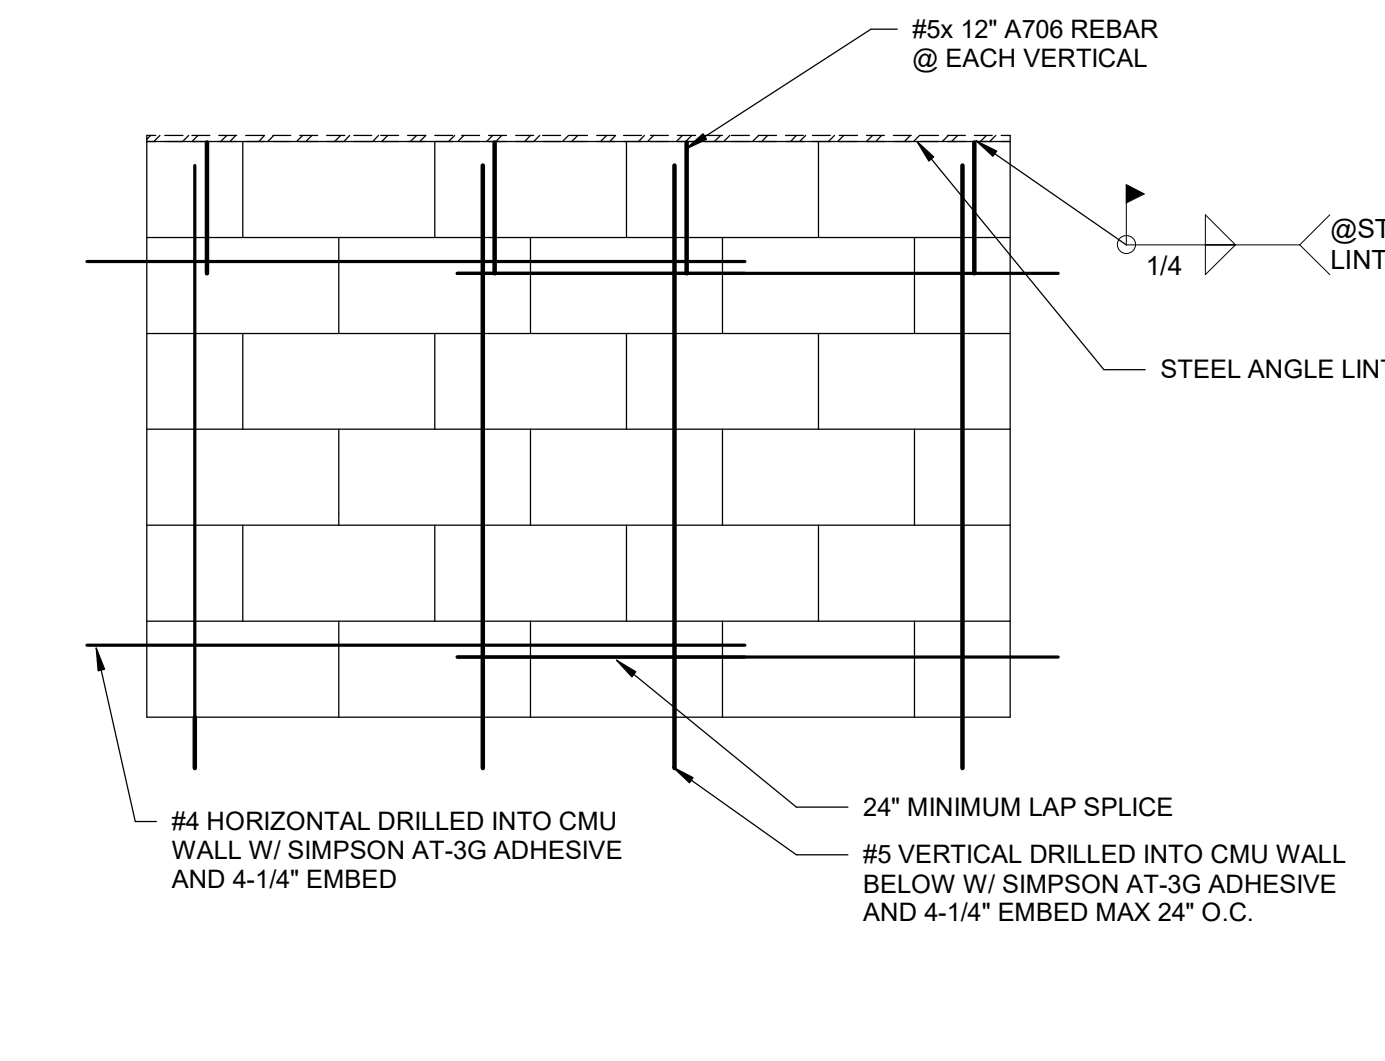 #5x 12" A706 REBAR
@ EACH VERTICAL
1/4
@ST
LINT
STEEL ANGLE LINT
24" MINIMUM LAP SPLICE
#4 HORIZONTAL DRILLED INTO CMU
WALL W/ SIMPSON AT-3G ADHESIVE
AND 4-1/4" EMBED
#5 VERTICAL DRILLED INTO CMU WALL
BELOW W/ SIMPSON AT-3G ADHESIVE
AND 4-1/4" EMBED MAX 24" O.C.